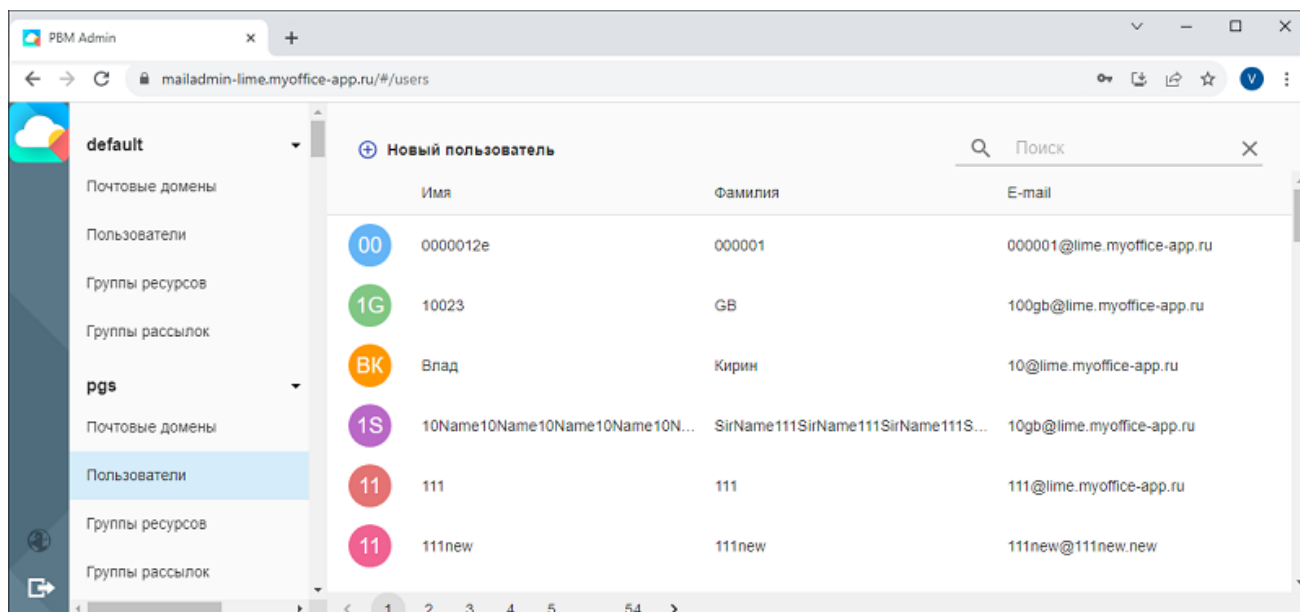 PBM Admin
mailadmin-lime.myoffice-app.ru/#/users
V
default
Почтовые домены
Пользователи
Группы ресурсов
Группы рассылок
pgs
Почтовые домены
Пользователи
Группы ресурсов
Группы рассылок
Новый пользователь
Поиск
Имя Фамилия E-mail
00 0000012e 000001 000001@lime.myoffice-app.ru
1G 10023 GB 100gb@lime.myoffice-app.ru
ВК Влад Кирин 10@lime.myoffice-app.ru
1S 10Name10Name10Name10Name10N... SirName111SirName111SirName111S... 10gb@lime.myoffice-app.ru
11 111 111 111@lime.myoffice-app.ru
11 111new 111new 111new@111new.new
1 2 3 4 5 54